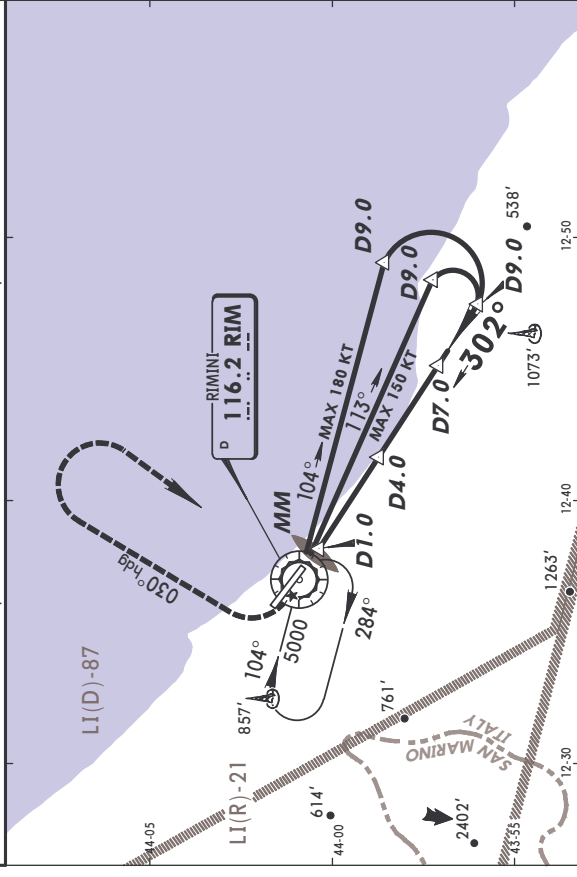 LI(D)-87
LI(R)-21
RIMINI
D 116.2 RIM
030° hdg
MM
104°
MAX 180 KT
113°
MAX 150 KT
D9.0
D9.0
D9.0
302°
D7.0
D4.0
D1.0
104°
5000
284°
857'
761'
614'
2402'
1263'
1073'
538'
SAN MARINO
ITALY
44-05
44-00
43-55
12-30
12-40
12-50